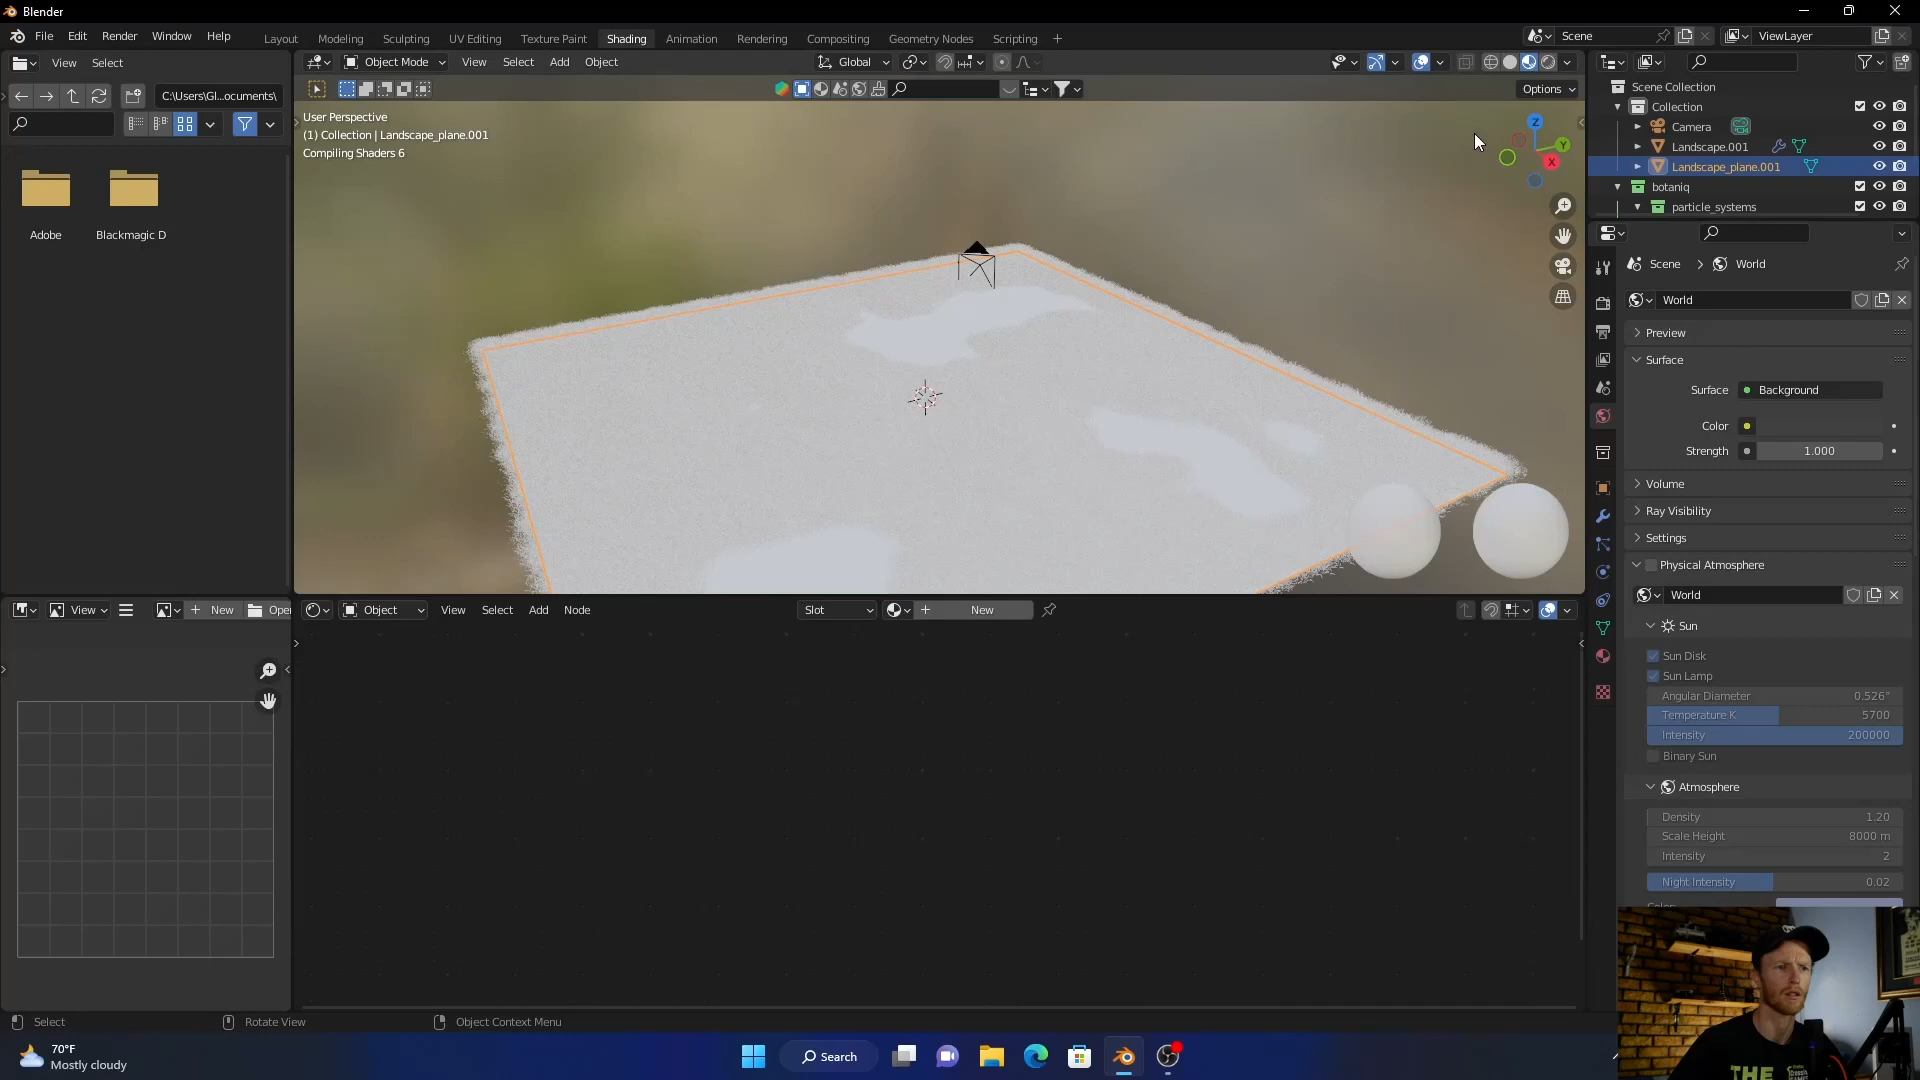 Blender
File Edit Render Window Help
Layout Modeling Sculpting UV Editing Texture Paint Shading Animation Rendering Compositing Geometry Nodes Scripting +
Scene
ViewLayer
View Select
Object Mode View Select Add Object
Global
C:\Users\Gl...ocuments\
Options
User Perspective
(1) Collection | Landscape_plane.001
Compiling Shaders 6
Z
Y
X
Adobe
Blackmagic D
Scene Collection
Collection
Camera
Landscape.001
Landscape_plane.001
botaniq
particle_systems
Scene > World
World
Preview
Surface
Surface Background
Color
Strength 1.000
Volume
Ray Visibility
Settings
Physical Atmosphere
World
Sun
Sun Disk
Sun Lamp
Angular Diameter 0.526°
Temperature K 5700
Intensity 200000
Binary Sun
Atmosphere
Density 1.20
Scale Height 8000 m
Intensity 2
Night Intensity 0.02
View
+ New
Open
Object View Select Add Node
Slot
+ New
Select
Rotate View
Object Context Menu
70°F
Mostly cloudy
Search
THE